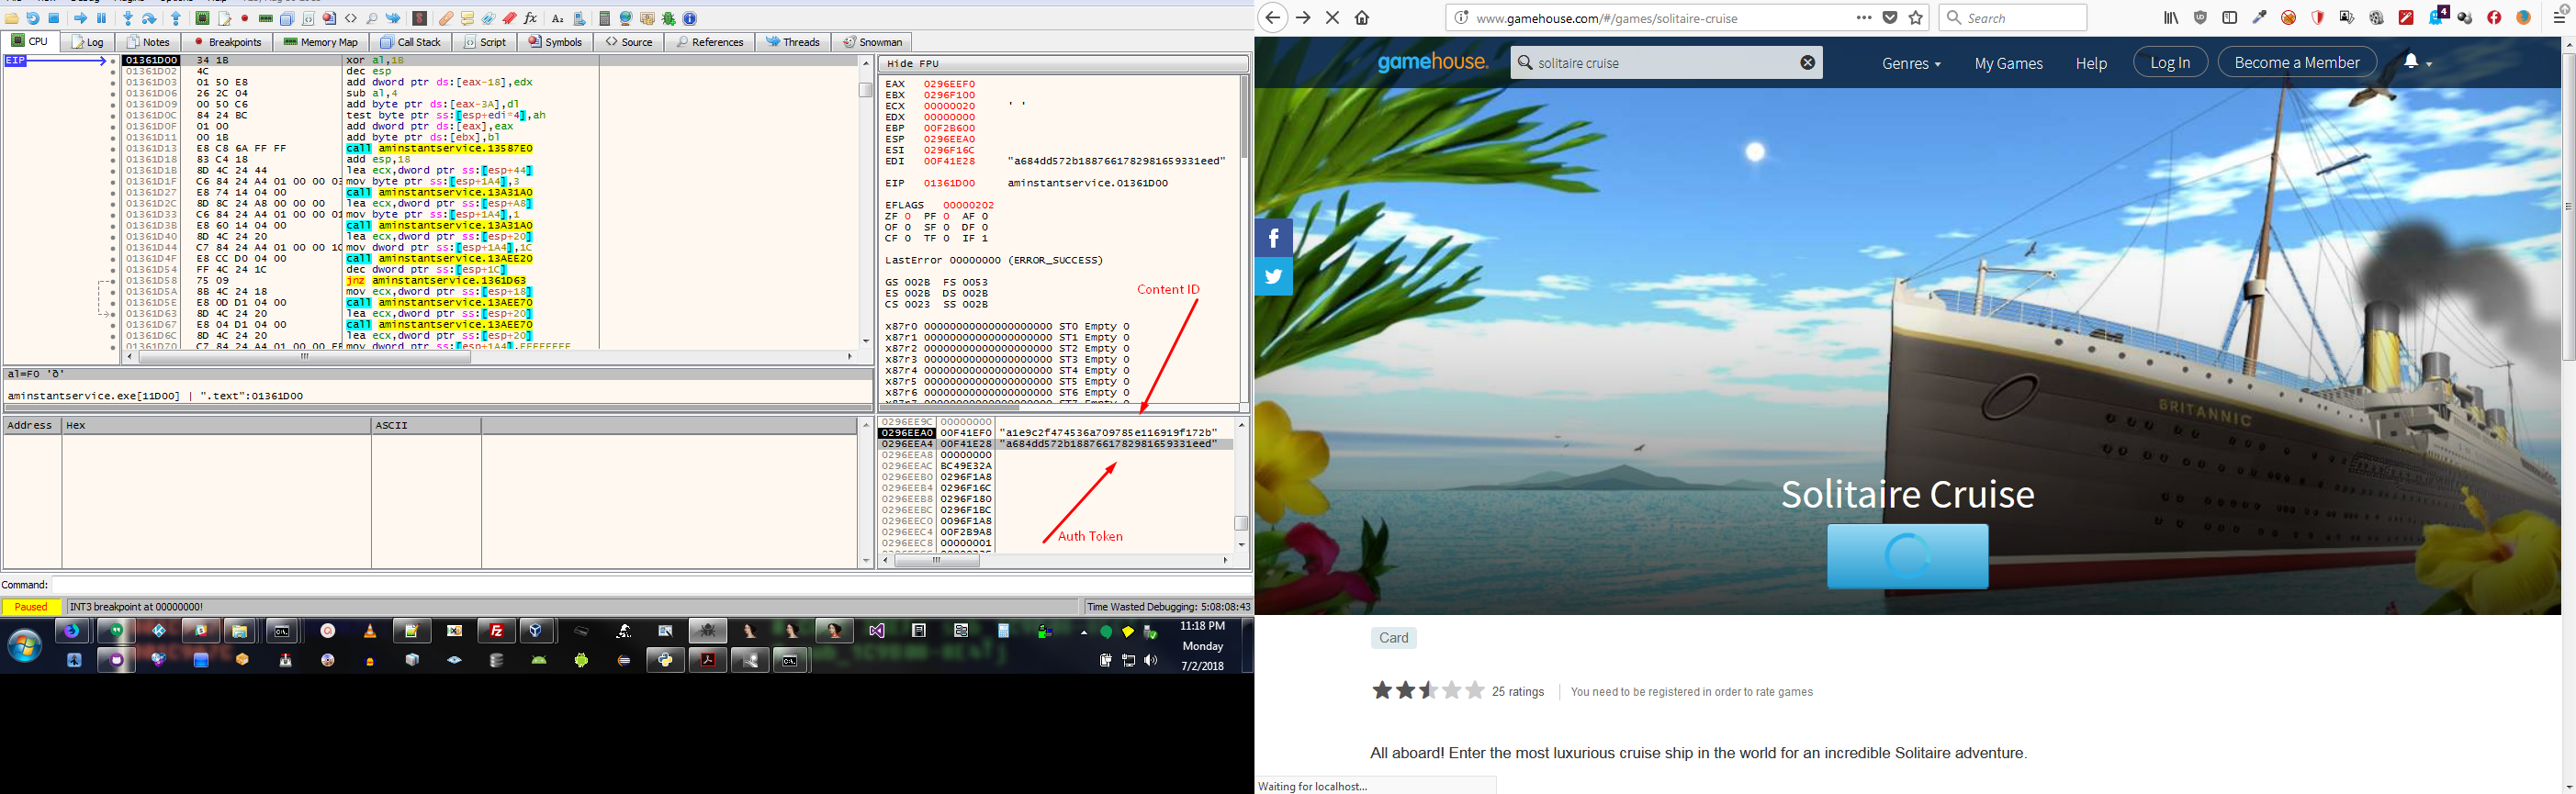 CPU Log Notes Breakpoints Memory Map Call Stack Script Symbols Source References Threads Snowman
EIP
01361D00 34 1B xor al,1B
01361D02 4C dec esp
01361D03 01 50 E8 add dword ptr ds:[eax-18],edx
01361D06 26 2C 04 sub al,4
01361D09 00 50 C6 add byte ptr ds:[eax-3A],dl
01361D0C 84 24 BC test byte ptr ss:[esp+edi*4],ah
01361D0F 01 00 add dword ptr ds:[eax],eax
01361D11 00 1B add byte ptr ds:[ebx],bl
01361D13 E8 C8 6A FF FF call aminstantservice.13587E0
01361D18 83 C4 18 add esp,18
01361D1B 8D 4C 24 44 lea ecx,dword ptr ss:[esp+44]
01361D1F C6 84 24 A4 01 00 00 03 mov byte ptr ss:[esp+1A4],3
01361D27 E8 74 14 04 00 call aminstantservice.13A31A0
01361D2C 8D 8C 24 A8 00 00 00 lea ecx,dword ptr ss:[esp+A8]
01361D33 C6 84 24 A4 01 00 00 01 mov byte ptr ss:[esp+1A4],1
01361D3B E8 60 14 04 00 call aminstantservice.13A31A0
01361D40 8D 4C 24 20 lea ecx,dword ptr ss:[esp+20]
01361D44 C7 84 24 A4 01 00 00 1C mov dword ptr ss:[esp+1A4],1C
01361D4F E8 CC D0 04 00 call aminstantservice.13AEE20
01361D54 FF 4C 24 1C dec dword ptr ss:[esp+1C]
01361D58 75 09 jnz aminstantservice.1361D63
01361D5A 8B 4C 24 18 mov ecx,dword ptr ss:[esp+18]
01361D5E E8 0D D1 04 00 call aminstantservice.13AEE70
01361D63 8D 4C 24 20 lea ecx,dword ptr ss:[esp+20]
01361D67 E8 04 D1 04 00 call aminstantservice.13AEE70
01361D6C 8D 4C 24 20 lea ecx,dword ptr ss:[esp+20]
01361D70 C7 84 24 A4 01 00 00 FF mov dword ptr ss:[esp+1A4],FFFFFFFF
al=F0 'ð'
aminstantservice.exe[11D00] | ".text":01361D00
Address Hex ASCII
Hide FPU
EAX 0296EEF0
EBX 0296F100
ECX 00000020 ' '
EDX 00000000
EBP 00F2B600
ESP 0296EEA0
ESI 0296F16C
EDI 00F41E28 "a684dd572b1887661782981659331eed"
EIP 01361D00 aminstantservice.01361D00
EFLAGS 00000202
ZF 0 PF 0 AF 0
OF 0 SF 0 DF 0
CF 0 TF 0 IF 1
LastError 00000000 (ERROR_SUCCESS)
GS 002B FS 0053
ES 002B DS 002B
CS 0023 SS 002B
x87r0 00000000000000000000 ST0 Empty 0
x87r1 00000000000000000000 ST1 Empty 0
x87r2 00000000000000000000 ST2 Empty 0
x87r3 00000000000000000000 ST3 Empty 0
x87r4 00000000000000000000 ST4 Empty 0
x87r5 00000000000000000000 ST5 Empty 0
x87r6 00000000000000000000 ST6 Empty 0
x87r7 00000000000000000000 ST7 Empty 0
Content ID
0296EE9C 00000000
0296EEA0 00F41EF0 "a1e9c2f474536a709785e116919f172b"
0296EEA4 00F41E28 "a684dd572b1887661782981659331eed"
0296EEA8 00000000
0296EEAC BC49E32A
0296EEB0 0296F1A8
0296EEB4 0296F16C
0296EEB8 0296F180
0296EEBC 0296F1BC
0296EEC0 0096F1A8
0296EEC4 00F2B9A8
0296EEC8 00000001
Auth Token
Command:
Paused INT3 breakpoint at 00000000! Time Wasted Debugging: 5:08:08:43
11:18 PM
Monday
7/2/2018
www.gamehouse.com/#/games/solitaire-cruise Search 4
gamehouse. solitaire cruise Genres My Games Help Log In Become a Member
BRITANNIC
Solitaire Cruise
Card
25 ratings You need to be registered in order to rate games
All aboard! Enter the most luxurious cruise ship in the world for an incredible Solitaire adventure.
Waiting for localhost...